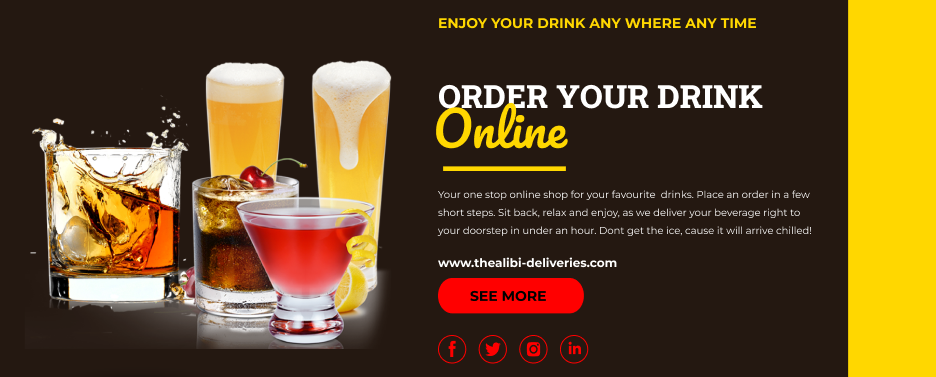 ENJOY YOUR DRINK ANY WHERE ANY TIME
ORDER YOUR DRINK
Online
Your one stop online shop for your favourite  drinks. Place an order in a few
short steps. Sit back, relax and enjoy, as we deliver your beverage right to
your doorstep in under an hour. Dont get the ice, cause it will arrive chilled!
www.thealibi-deliveries.com
SEE MORE